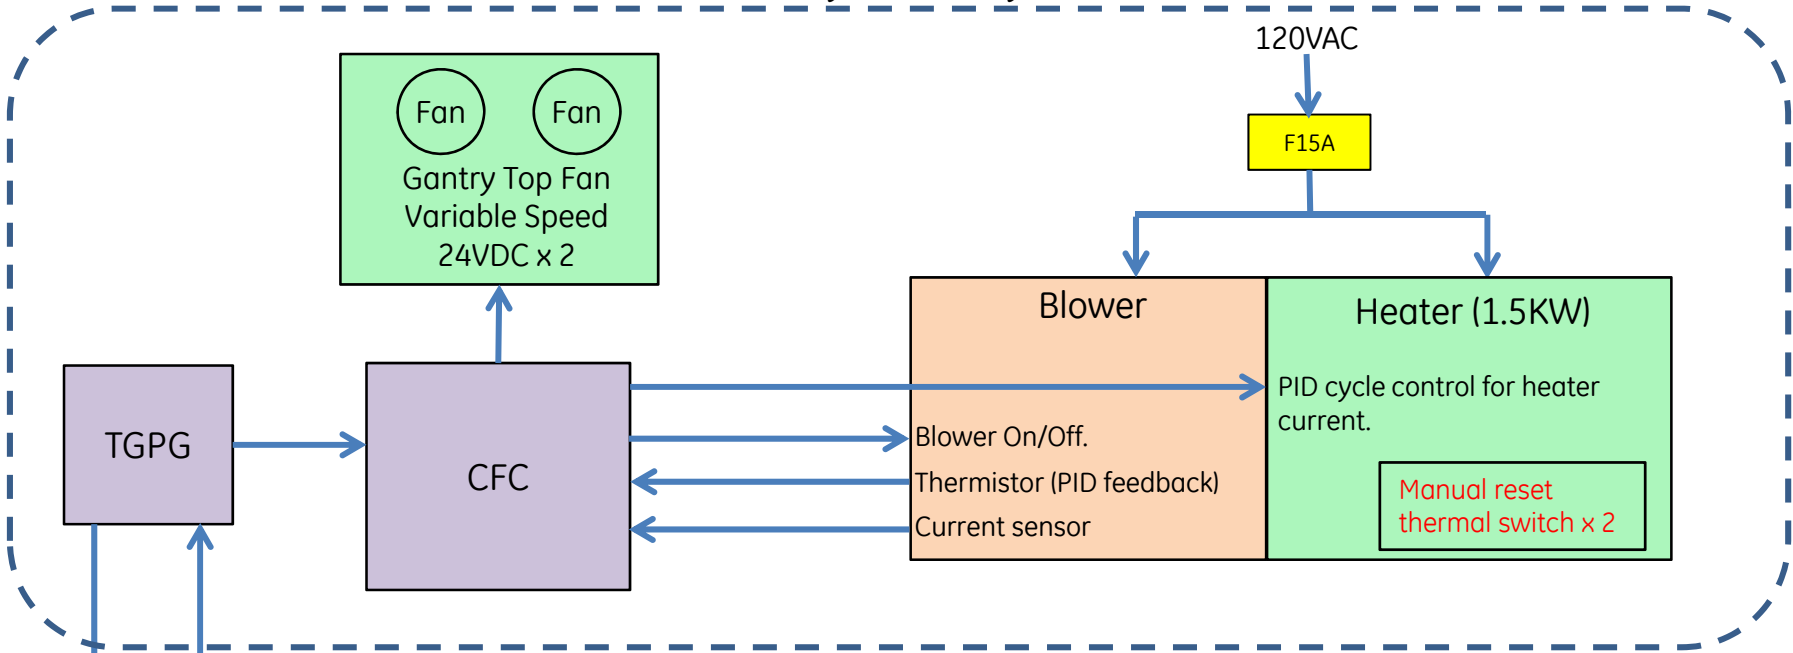 120VAC
F15A
Fan
Fan
Gantry Top Fan
Variable Speed
24VDC x 2
Blower
Heater (1.5KW)
PID cycle control for heater
current.
TGPG
CFC
Blower On/Off.
Thermistor (PID feedback)
Current sensor
Manual reset
thermal switch x 2